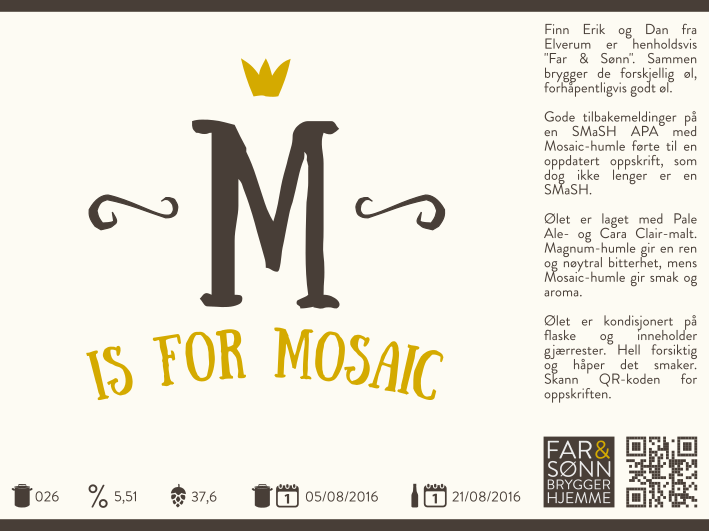 M
IS FOR MOSAIC
026
5,51
37,6
1
05/08/2016
1
21/08/2016
Finn Erik og Dan fra
Elverum er henholdsvis
"Far & Sønn". Sammen
brygger de forskjellig øl,
forhåpentligvis godt øl.
Gode tilbakemeldinger på
en SMaSH APA med
Mosaic-humle førte til en
oppdatert oppskrift, som
dog ikke lenger er en
SMaSH.
Ølet er laget med Pale
Ale- og Cara Clair-malt.
Magnum-humle gir en ren
og nøytral bitterhet, mens
Mosaic-humle gir smak og
aroma.
Ølet er kondisjonert på
flaske og inneholder
gjærrester. Hell forsiktig
og håper det smaker.
Skann QR-koden for
oppskriften.
FAR&
SØNN
BRYGGER
HJEMME